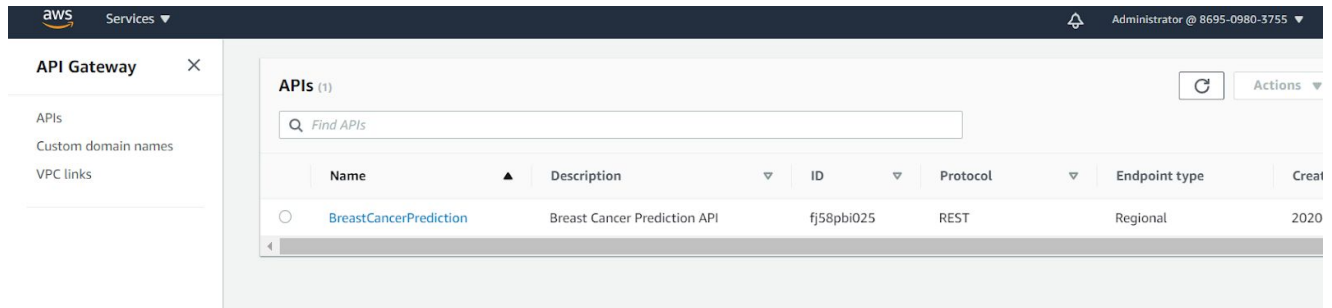 aws Services ▼ Administrator @ 8695-0980-3755 ▼
API Gateway ×
APIs
Custom domain names
VPC links
APIs (1)
Actions ▼
Find APIs
Name ▲ Description ▽ ID ▽ Protocol ▽ Endpoint type Creat
BreastCancerPrediction Breast Cancer Prediction API fj58pbi025 REST Regional 2020